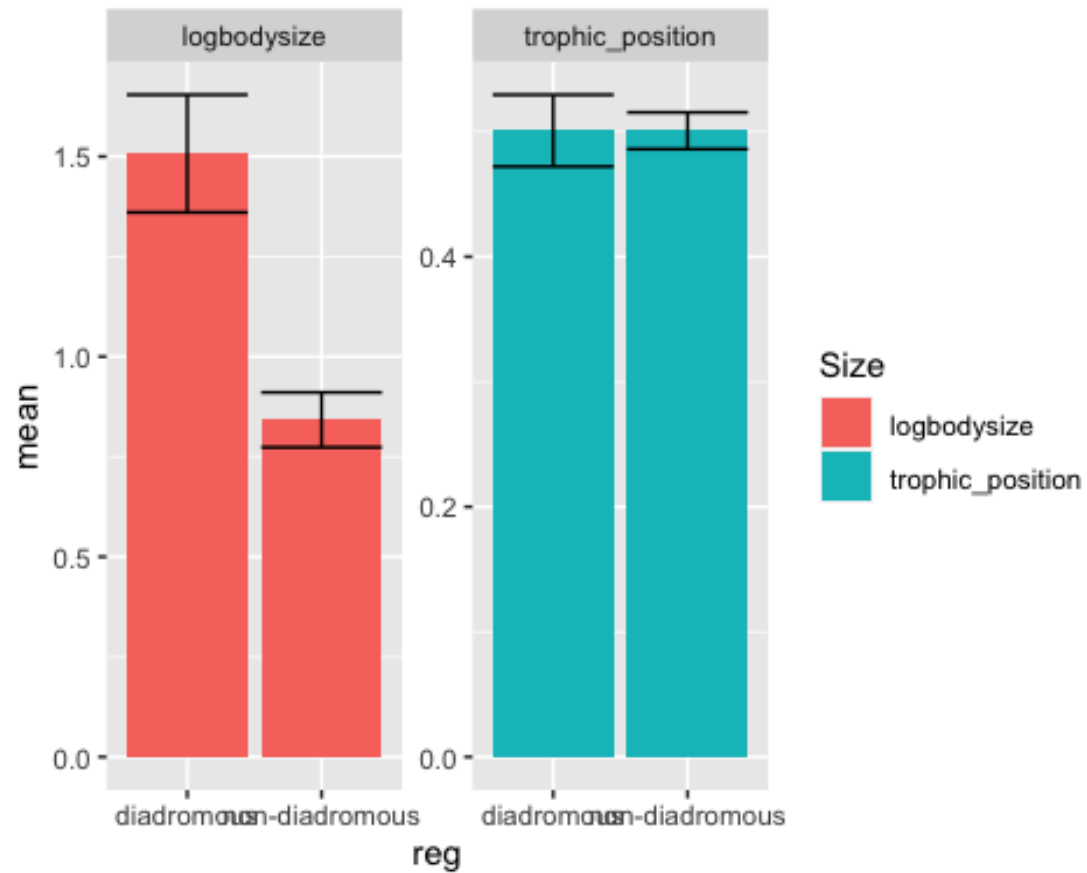 logbodysize
trophic_position
1.5
1.0
0.5
0.0
0.4
0.2
0.0
mean
diadromous
non-diadromous
diadromous
non-diadromous
reg
Size
logbodysize
trophic_position